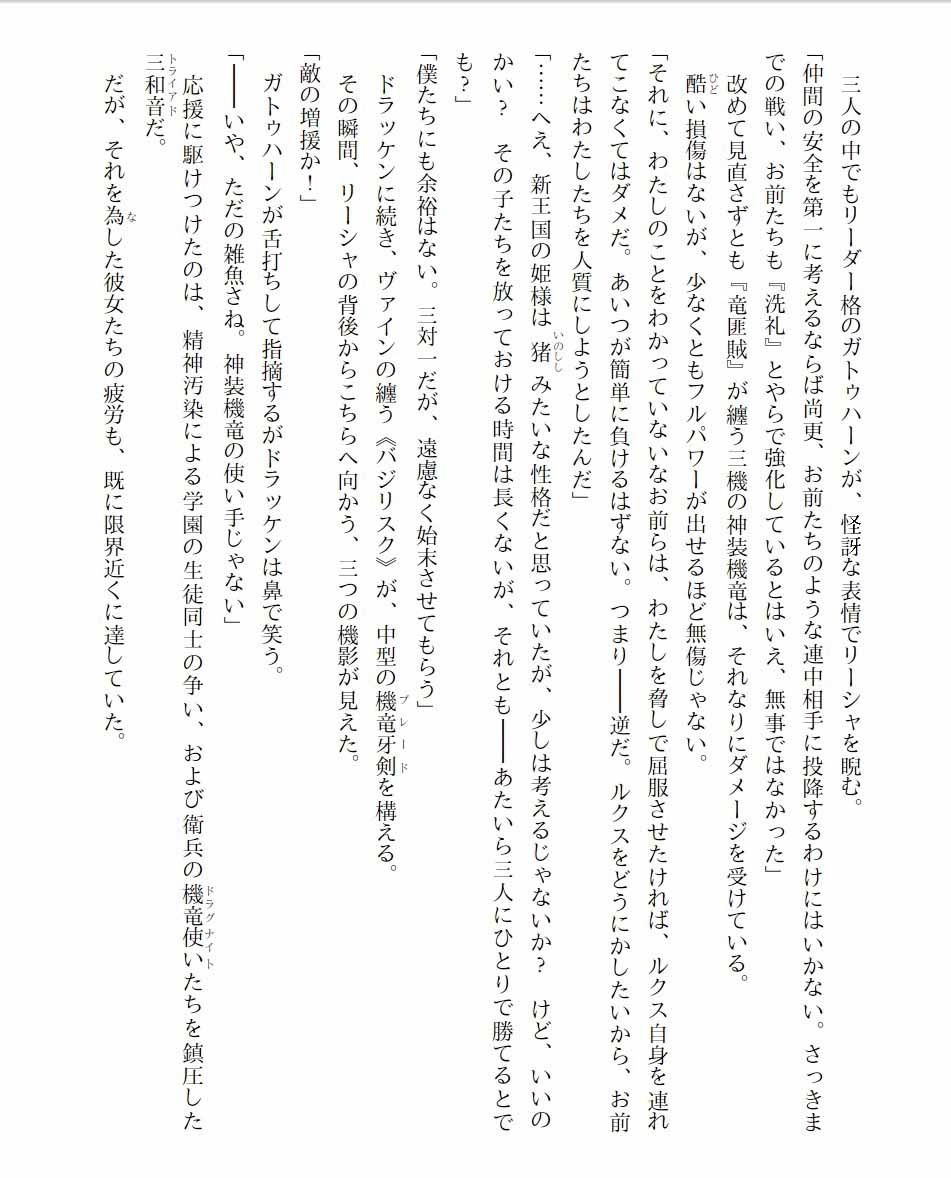 三人の中でもリーダー格のガトゥハーンが、怪訝な表情でリーシャを睨む。
「仲間の安全を第一に考えるならば尚更、お前たちのような連中相手に投降するわけにはいかない。さっきま
での戦い、お前たちも『洗礼』とやらで強化しているとはいえ、無事ではなかった」
改めて見直さずとも『竜匪賊』が纏う三機の神装機竜は、それなりにダメージを受けている。
酷い損傷はないが、少なくともフルパワーが出せるほど無傷じゃない。
「それに、わたしのことをわかっていないなお前らは、わたしを脅しで屈服させたければ、ルクス自身を連れ
てこなくてはダメだ。あいつが簡単に負けるはずない。つまり――逆だ。ルクスをどうにかしたいから、お前
たちはわたしたちを人質にしようとしたんだ」
「……へえ、新王国の姫様は猪みたいな性格だと思っていたが、少しは考えるじゃないか？　けど、いいの
かい？　その子たちを放っておける時間は長くないが、それとも――あたいら三人にひとりで勝てるとで
も？」
「僕たちにも余裕はない。三対一だが、遠慮なく始末させてもらう」
ドラッケンに続き、ヴァインの纏う《バジリスク》が、中型の機竜牙剣を構える。
その瞬間、リーシャの背後からこちらへ向かう、三つの機影が見えた。
「敵の増援か！」
ガトゥハーンが舌打ちして指摘するがドラッケンは鼻で笑う。
「――いや、ただの雑魚さね。神装機竜の使い手じゃない」
応援に駆けつけたのは、精神汚染による学園の生徒同士の争い、および衛兵の機竜使いたちを鎮圧した
三和音だ。
だが、それを為した彼女たちの疲労も、既に限界近くに達していた。